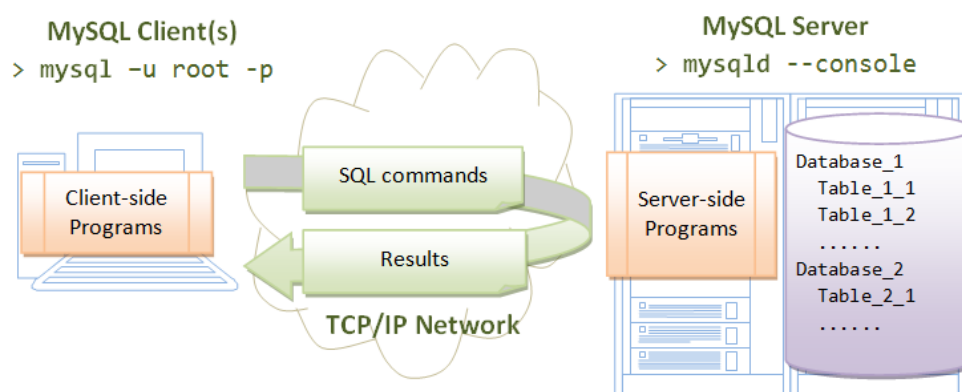 MySQL Client(s)
> mysql –u root -p
MySQL Server
> mysqld --console
Client-side
Programs
SQL commands
Results
TCP/IP Network
Server-side
Programs
Database_1
Table_1_1
Table_1_2
......
Database_2
Table_2_1
......